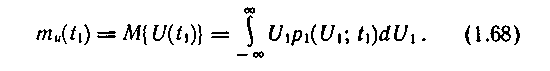 m_u(t_1) = M{U(t_1)} = ∫_{-∞}^{∞} U_1 p_1(U_1; t_1) dU_1. (1.68)